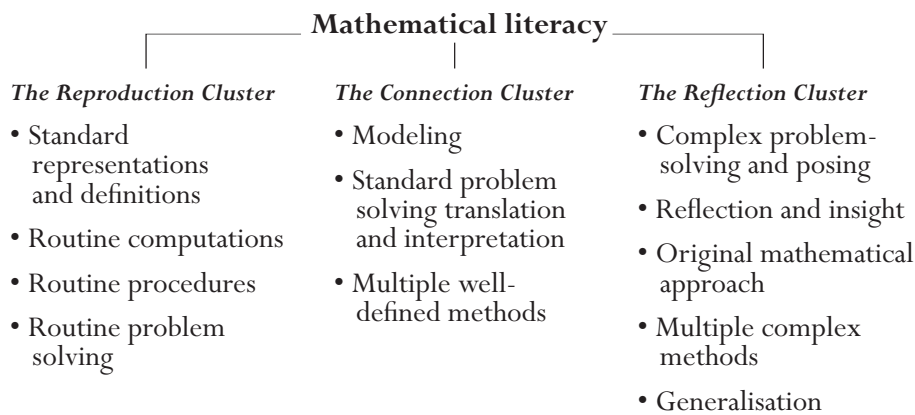 Mathematical literacy
The Reproduction Cluster
• Standard
representations
and definitions
• Routine computations
• Routine procedures
• Routine problem
solving
The Connection Cluster
• Modeling
• Standard problem
solving translation
and interpretation
• Multiple well-
defined methods
The Reflection Cluster
• Complex problem-
solving and posing
• Reflection and insight
• Original mathematical
approach
• Multiple complex
methods
• Generalisation